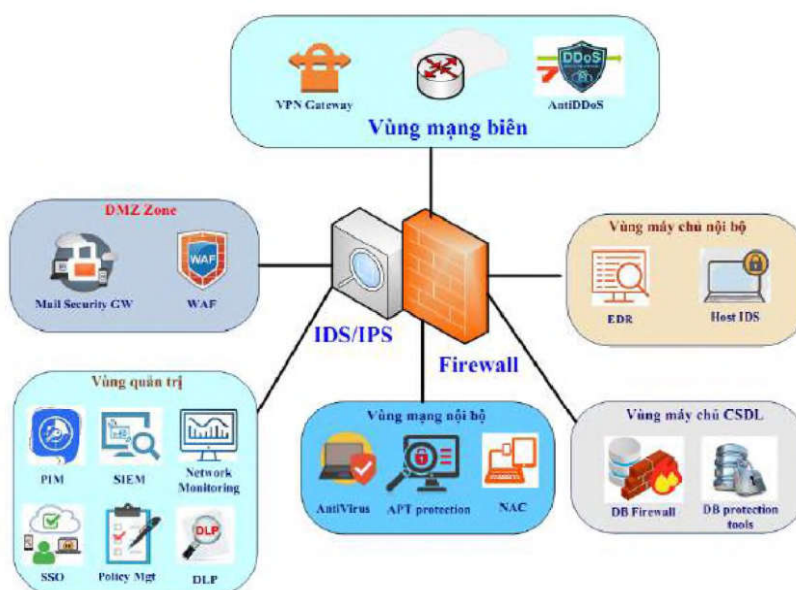 DDoS
VPN Gateway
AntiDDoS
Vùng mạng biên
DMZ Zone
WAF
Mail Security GW
WAF
IDS/IPS
Firewall
Vùng máy chủ nội bộ
EDR
Host IDS
Vùng quản trị
PIM
SIEM
Network
Monitoring
DLP
SSO
Policy Mgt
DLP
Vùng mạng nội bộ
AntiVirus
APT protection
NAC
Vùng máy chủ CSDL
DB Firewall
DB protection
tools